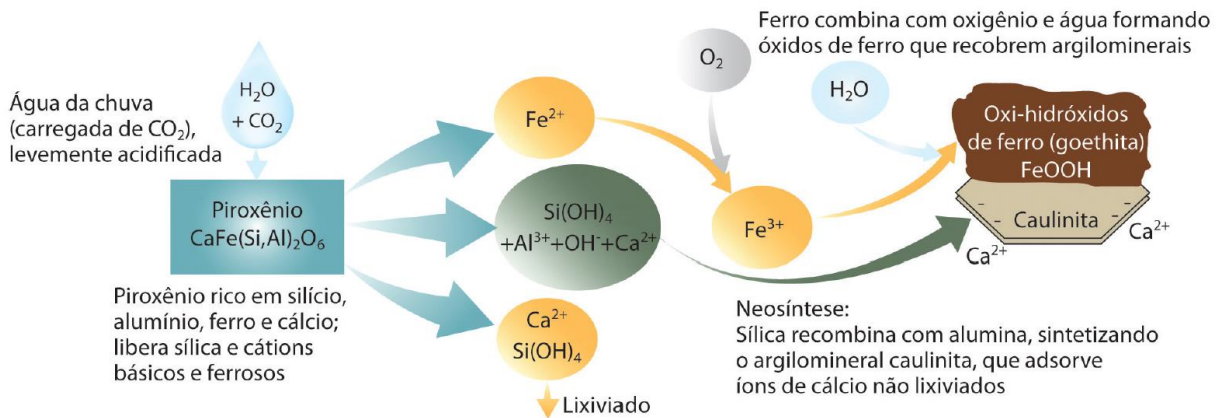 Ferro combina com oxigênio e água formando
óxidos de ferro que recobrem argilominerais
O₂
H₂O
+ CO₂
H₂O
Água da chuva
(carregada de CO₂),
levemente acidificada
Fe²⁺
Oxi-hidróxidos
de ferro (goethita)
FeOOH
Piroxênio
CaFe(Si,Al)₂O₆
Si(OH)₄
+Al³⁺+OH⁻+Ca²⁺
Fe³⁺
- -
- Caulinita -
Ca²⁺
Ca²⁺
Piroxênio rico em silício,
alumínio, ferro e cálcio;
libera sílica e cátions
básicos e ferrosos
Ca²⁺
Si(OH)₄
Lixiviado
Neosíntese:
Sílica recombina com alumina, sintetizando
o argilomineral caulinita, que adsorve
íons de cálcio não lixiviados